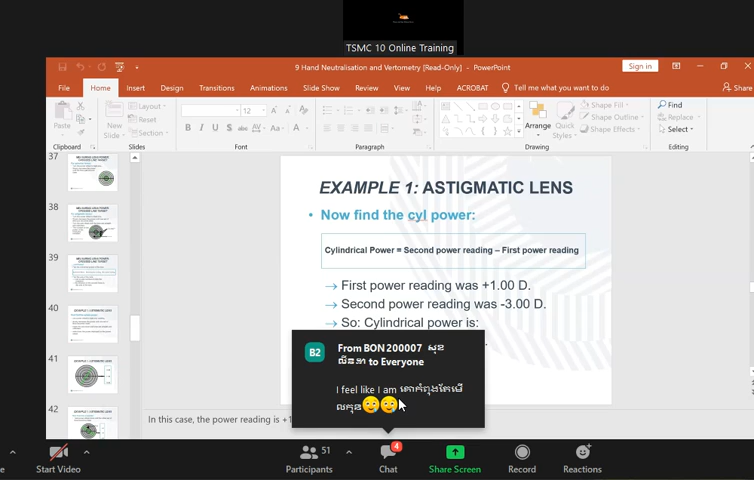 TSMC 10 Online Training
9 Hand Neutralisation and Vertometry [Read-Only] - PowerPoint
Sign in
File Home Insert Design Transitions Animations Slide Show Review View Help ACROBAT Tell me what you want to do Share
Paste New Slide Layout Reset Section
Arrange Quick Styles Shape Fill Shape Outline Shape Effects
Find Replace Select
Clipboard Slides Font Paragraph Drawing Editing
37
38
39
40
41
42
EXAMPLE 1: ASTIGMATIC LENS
• Now find the cyl power:
Cylindrical Power = Second power reading – First power reading
→ First power reading was +1.00 D.
→ Second power reading was -3.00 D.
→ So: Cylindrical power is:
B2
From BON 200007 សុខ
to Everyone
I feel like I am
In this case, the power reading is +1
Start Video
51
Participants
4
Chat
Share Screen
Record
Reactions